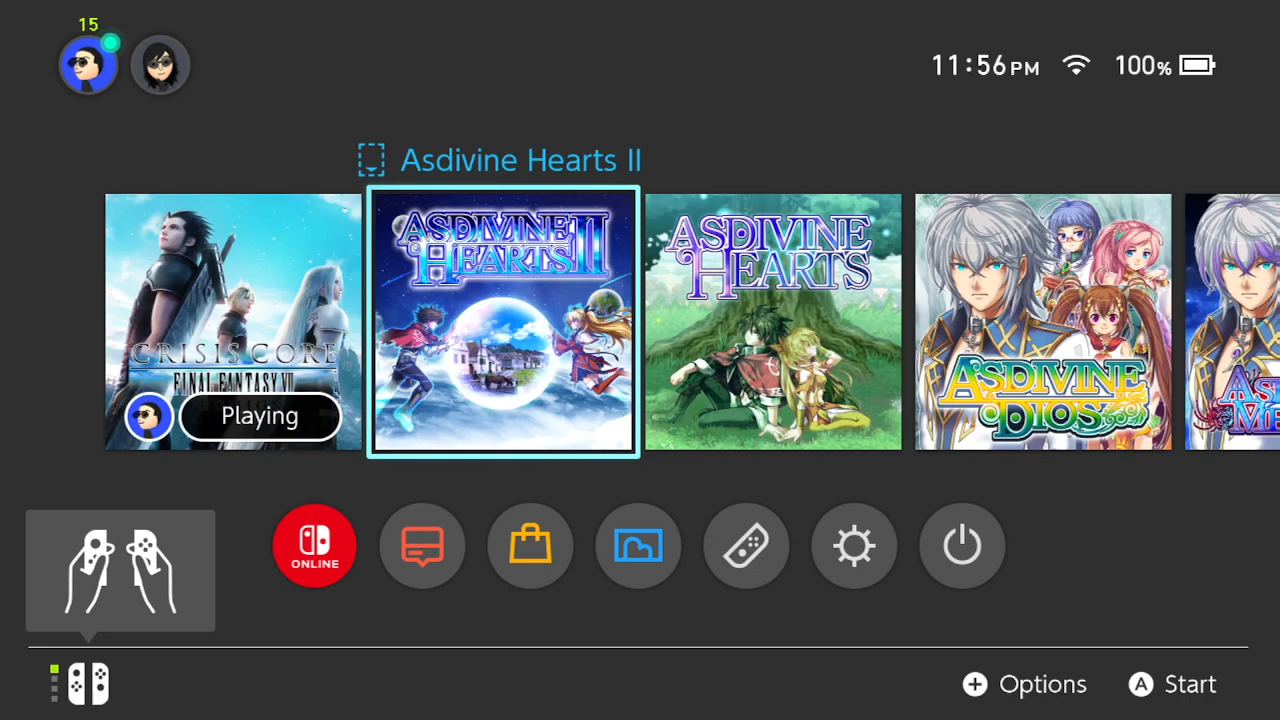 15
11:56PM 100%
Asdivine Hearts II
CRISIS CORE
FINAL FANTASY VII
Playing
ASDIVINE
HEARTS II
ASDIVINE
HEARTS
ASDIVINE
DIOS
ONLINE
Options Start